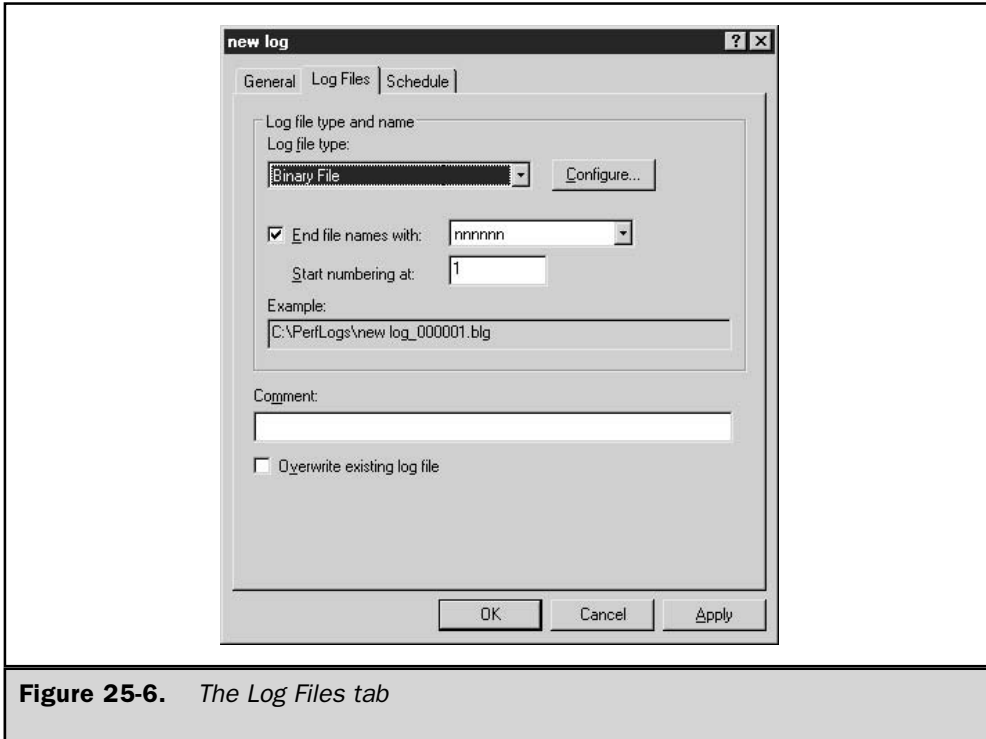 new log
General Log Files Schedule
Log file type and name
Log file type:
Binary File Configure...
End file names with: nnnnnn
Start numbering at: 1
Example:
C:\PerfLogs\new log_000001.blg
Comment:
Overwrite existing log file
OK Cancel Apply
Figure 25-6. The Log Files tab